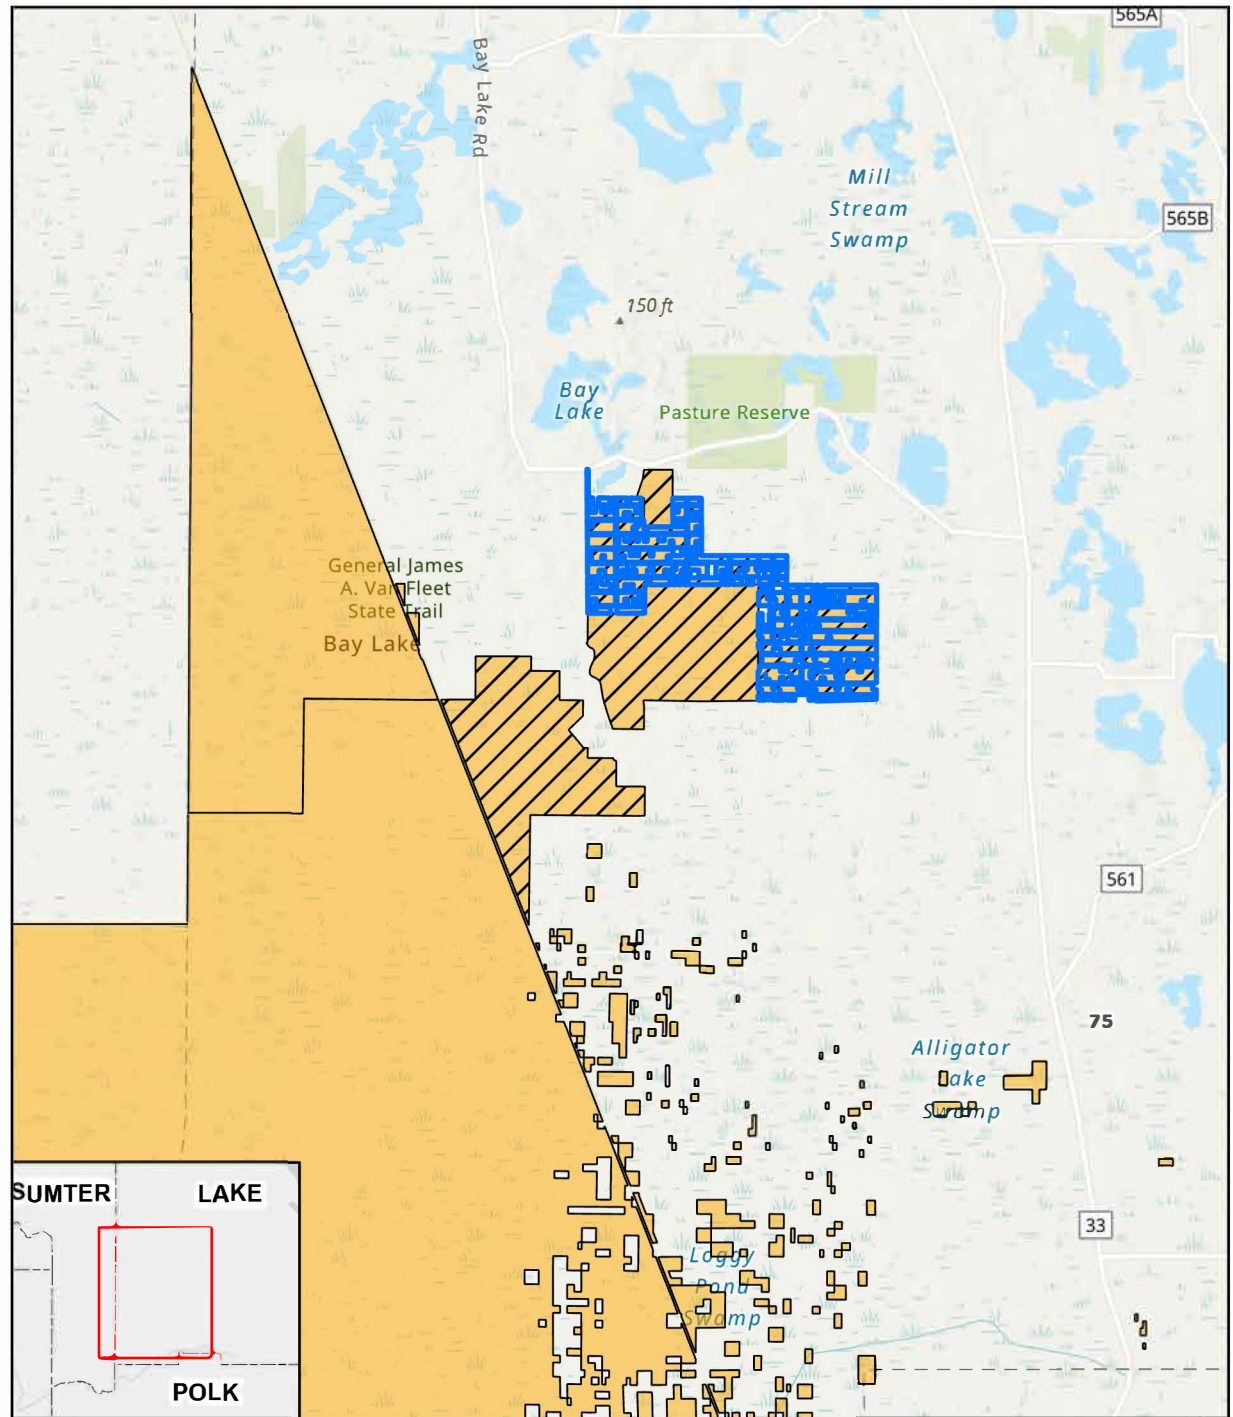 565A
Bay Lake Rd
Mill
Stream
Swamp
565B
150 ft
Bay
Lake
Pasture Reserve
General James
A. Van Fleet
State Trail
Bay Lake
561
75
Alligator
Lake
Swamp
33
Loggy
Pond
Swamp
SUMTER
LAKE
POLK